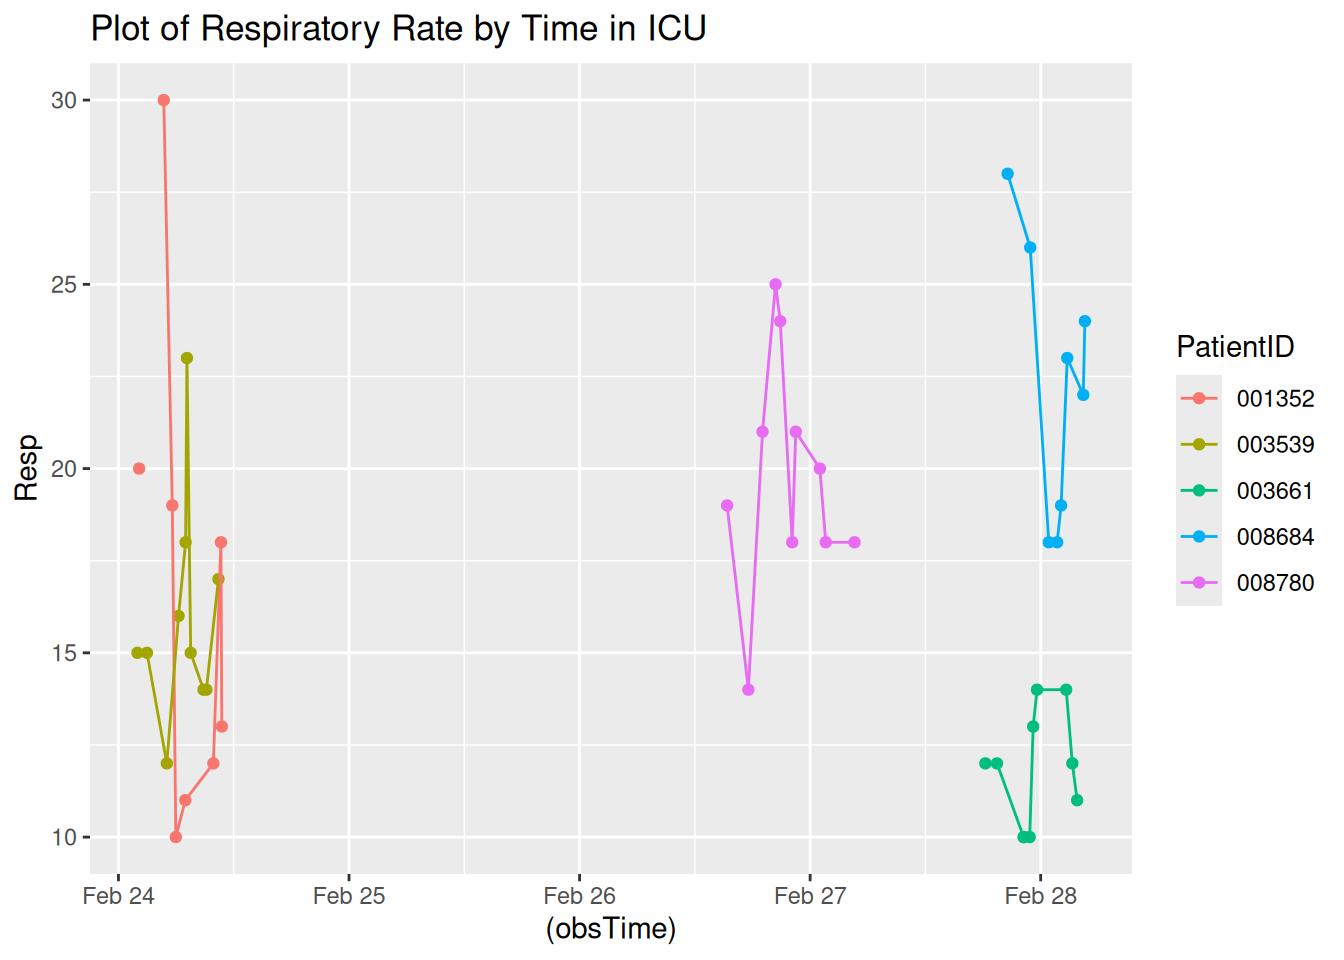 Plot of Respiratory Rate by Time in ICU
30
25
20
15
10
Resp
Feb 24
Feb 25
Feb 26
Feb 27
Feb 28
(obsTime)
PatientID
001352
003539
003661
008684
008780